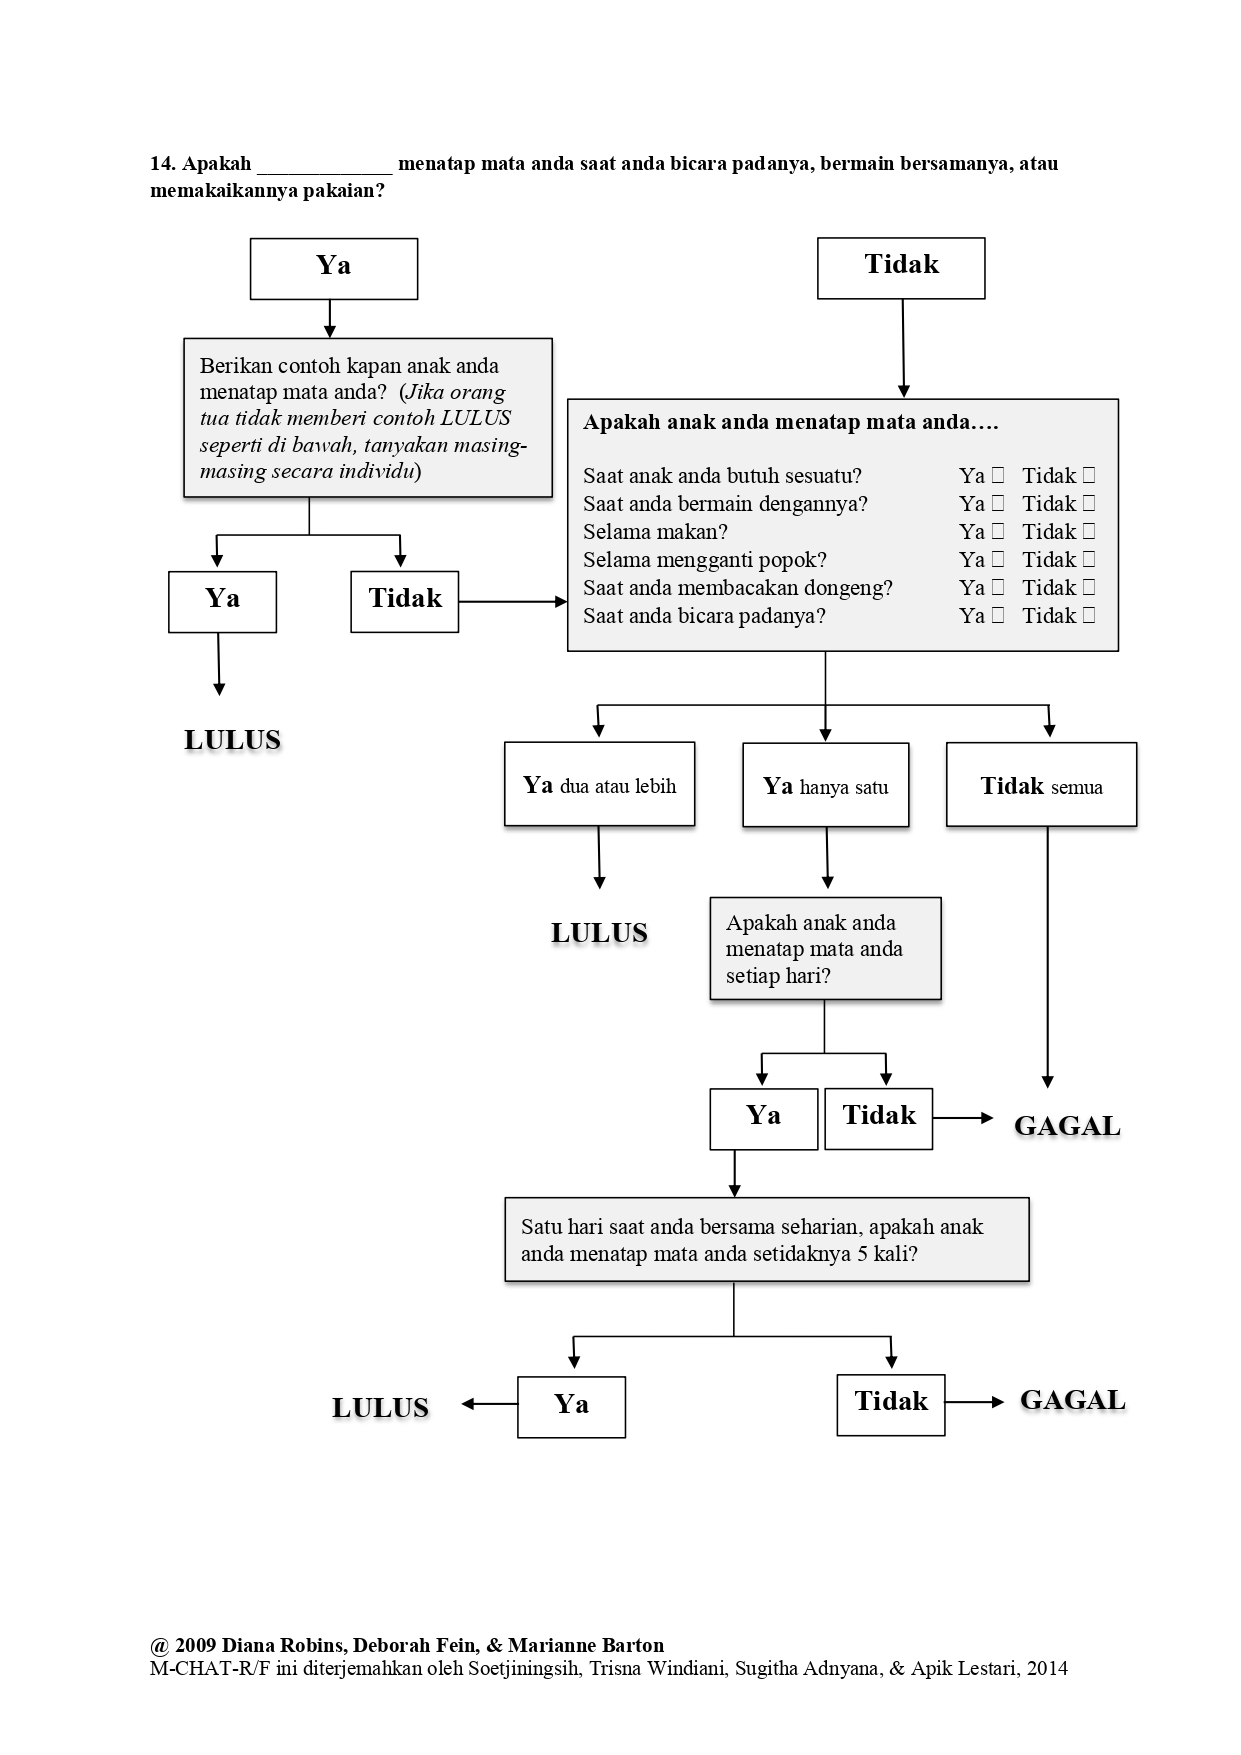 14. Apakah _____________ menatap mata anda saat anda bicara padanya, bermain bersamanya, atau
memakaikannya pakaian?
Ya
Tidak
Berikan contoh kapan anak anda
menatap mata anda? (Jika orang
tua tidak memberi contoh LULUS
seperti di bawah, tanyakan masing-
masing secara individu)
Apakah anak anda menatap mata anda….
Saat anak anda butuh sesuatu? Ya □ Tidak □
Saat anda bermain dengannya? Ya □ Tidak □
Selama makan? Ya □ Tidak □
Selama mengganti popok? Ya □ Tidak □
Saat anda membacakan dongeng? Ya □ Tidak □
Saat anda bicara padanya? Ya □ Tidak □
Ya
Tidak
LULUS
Ya dua atau lebih
Ya hanya satu
Tidak semua
LULUS
Apakah anak anda
menatap mata anda
setiap hari?
Ya
Tidak
GAGAL
Satu hari saat anda bersama seharian, apakah anak
anda menatap mata anda setidaknya 5 kali?
LULUS
Ya
Tidak
GAGAL
@ 2009 Diana Robins, Deborah Fein, & Marianne Barton
M-CHAT-R/F ini diterjemahkan oleh Soetjiningsih, Trisna Windiani, Sugitha Adnyana, & Apik Lestari, 2014